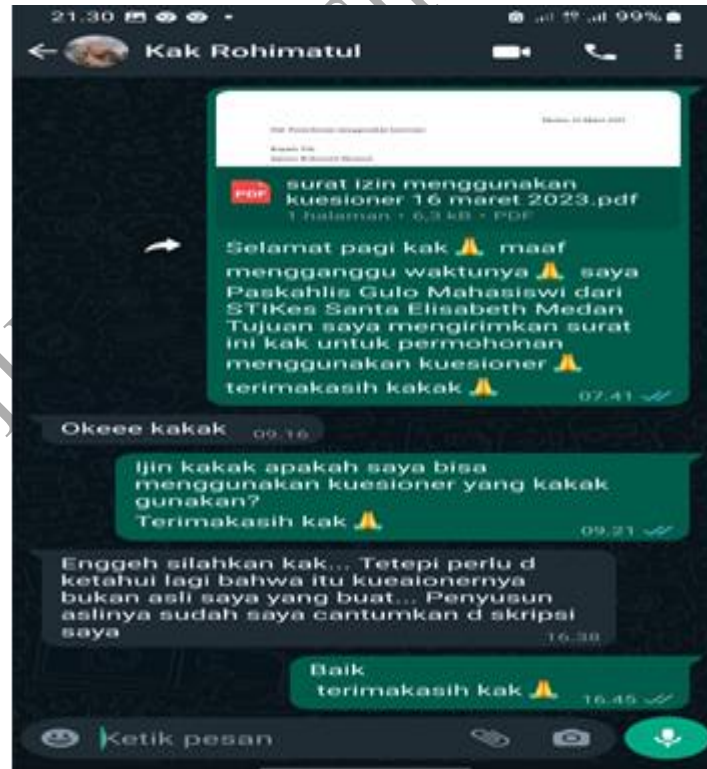 21.30
99%
Kak Rohimatul
PDF
surat izin menggunakan
kuesioner 16 maret 2023.pdf
1 halaman • 6,3 kB • PDF
Selamat pagi kak 🙏 maaf
mengganggu waktunya 🙏 saya
Paskahlis Gulo Mahasiswi dari
STIKes Santa Elisabeth Medan
Tujuan saya mengirimkan surat
ini kak untuk permohonan
menggunakan kuesioner 🙏
terimakasih kakak 🙏
07.41
Okeee kakak 09.16
Ijin kakak apakah saya bisa
menggunakan kuesioner yang kakak
gunakan?
Terimakasih kak 🙏
09.21
Enggeh silahkan kak... Tetepi perlu d
ketahui lagi bahwa itu kueaionernya
bukan asli saya yang buat... Penyusun
aslinya sudah saya cantumkan d skripsi
saya
16.38
Baik
terimakasih kak 🙏 16.45
Ketik pesan